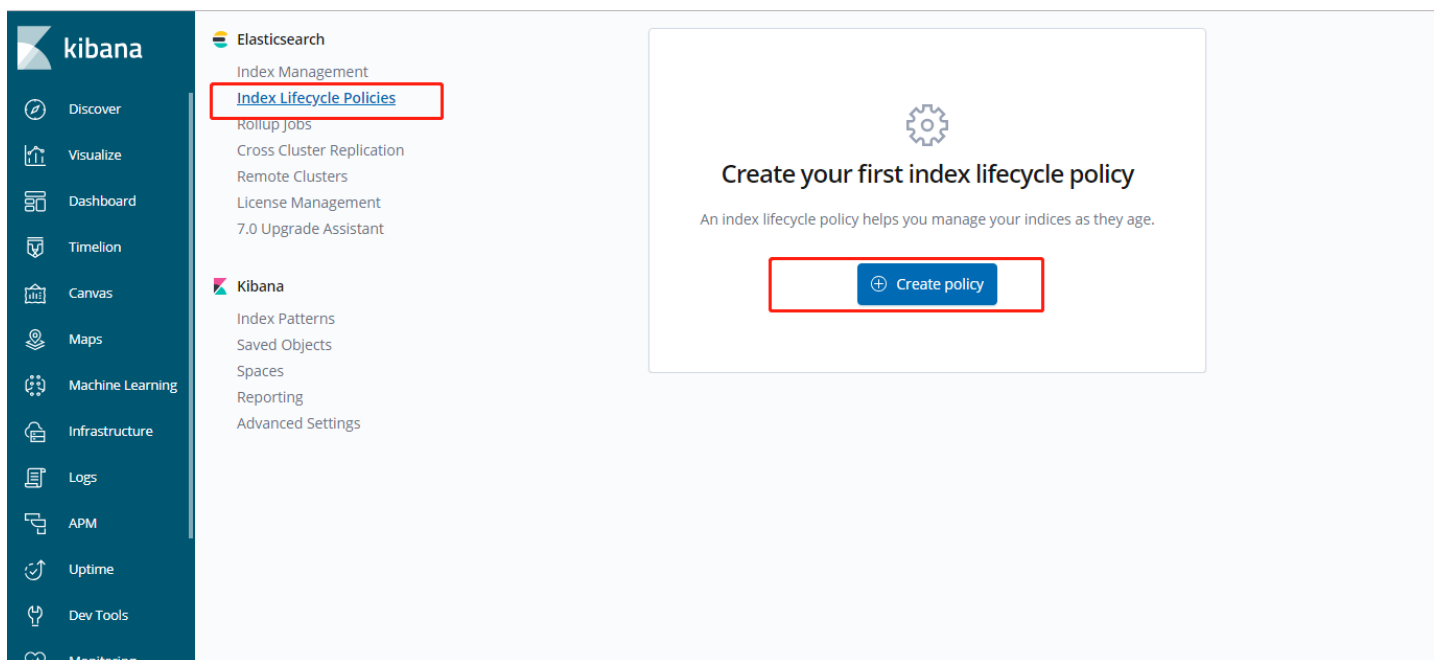 kibana
Discover
Visualize
Dashboard
Timelion
Canvas
Maps
Machine Learning
Infrastructure
Logs
APM
Uptime
Dev Tools
Monitoring
Elasticsearch
Index Management
Index Lifecycle Policies
Rollup Jobs
Cross Cluster Replication
Remote Clusters
License Management
7.0 Upgrade Assistant
Kibana
Index Patterns
Saved Objects
Spaces
Reporting
Advanced Settings
Create your first index lifecycle policy
An index lifecycle policy helps you manage your indices as they age.
Create policy